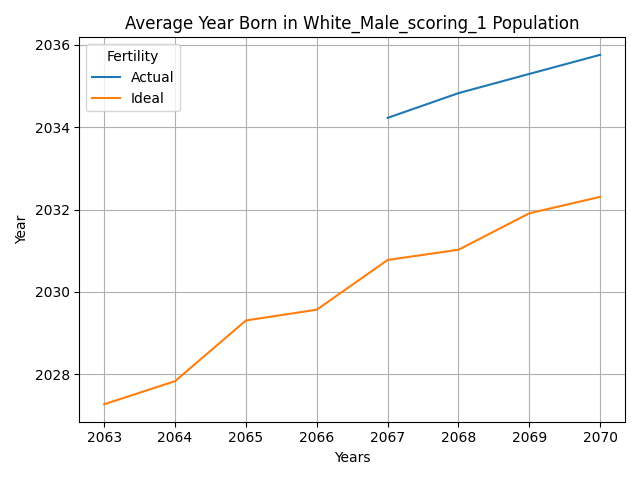 Average Year Born in White_Male_scoring_1 Population
Fertility
Actual
Ideal
Year
2036
2034
2032
2030
2028
2063 2064 2065 2066 2067 2068 2069 2070
Years